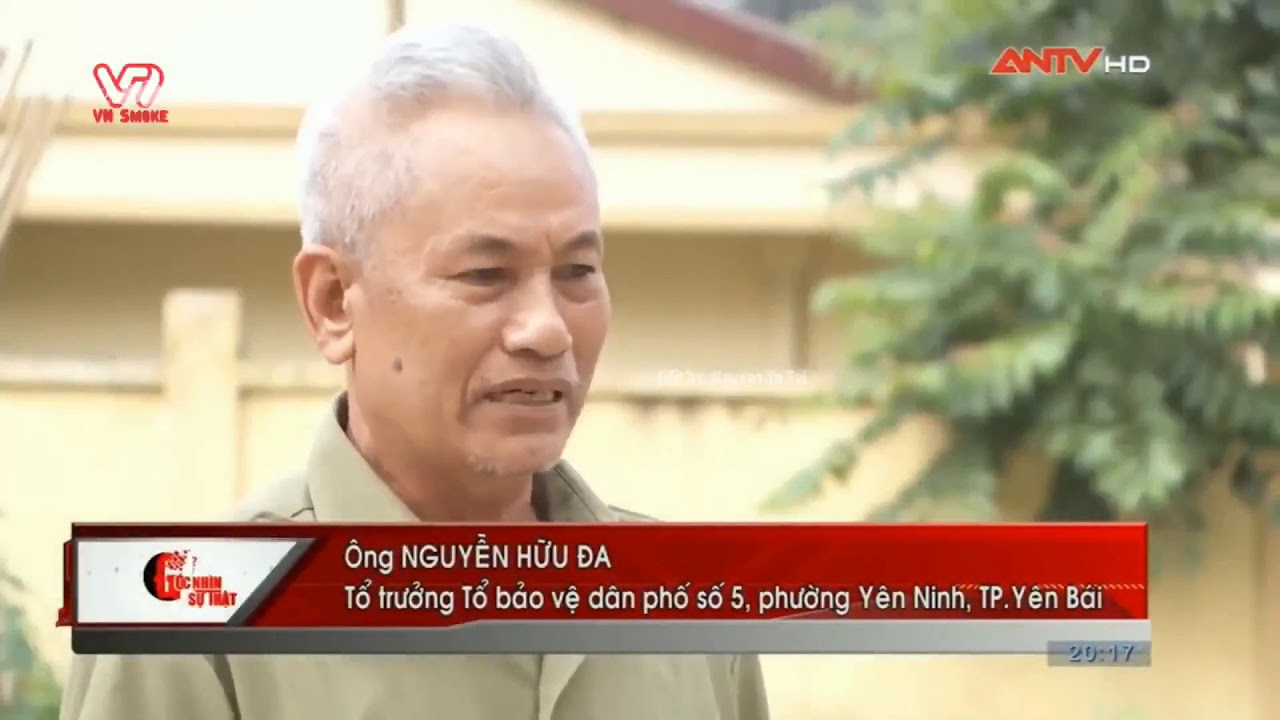 VN SMOKE
ANTV HD
Ông NGUYỄN HỮU ĐA
GÓC NHÌN
SỰ THẬT
Tổ trưởng Tổ bảo vệ dân phố số 5, phường Yên Ninh, TP.Yên Bái
20:17